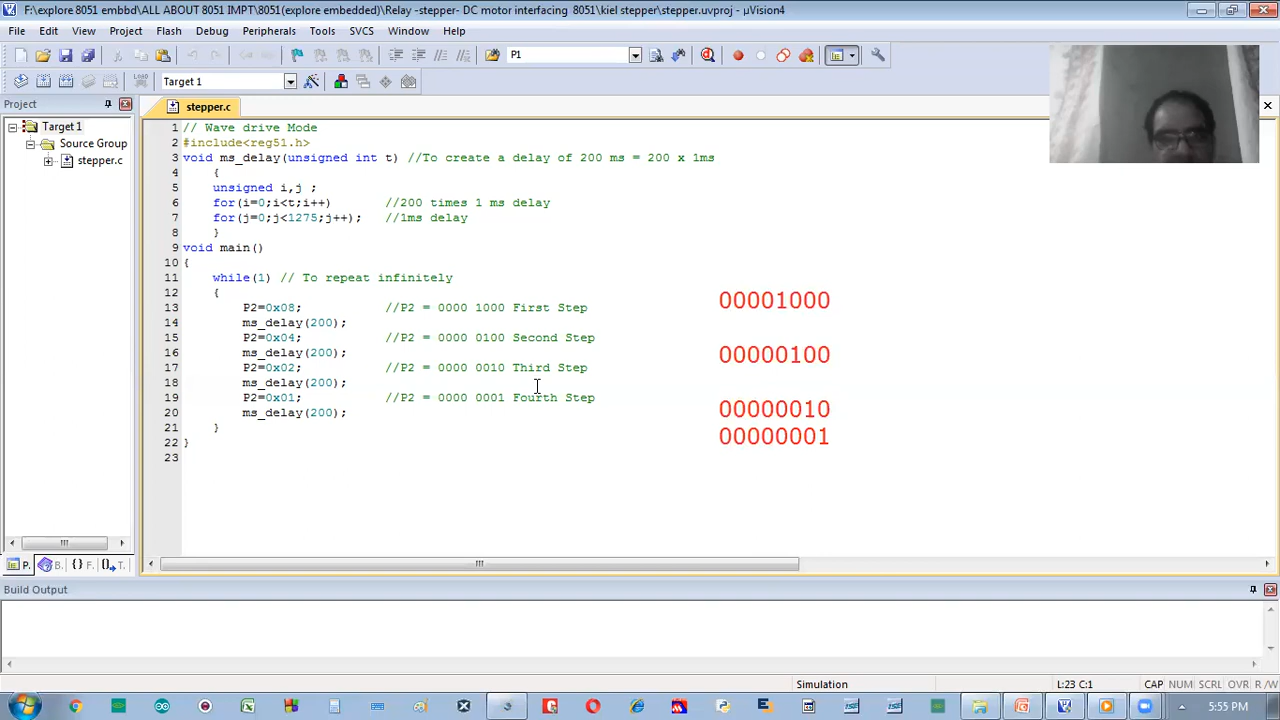 F:\explore 8051 embbd\ALL ABOUT 8051 IMPT\8051(explore embedded)\Relay -stepper- DC motor interfacing 8051\kiel stepper\stepper.uvproj - µVision4
File Edit View Project Flash Debug Peripherals Tools SVCS Window Help
P1
LOAD Target 1
Project
stepper.c
Target 1
Source Group
stepper.c
1 // Wave drive Mode
2 #include<reg51.h>
3 void ms_delay(unsigned int t) //To create a delay of 200 ms = 200 x 1ms
4 {
5 unsigned i,j ;
6 for(i=0;i<t;i++) //200 times 1 ms delay
7 for(j=0;j<1275;j++); //1ms delay
8 }
9 void main()
10 {
11 while(1) // To repeat infinitely
12 {
13 P2=0x08; //P2 = 0000 1000 First Step
14 ms_delay(200);
15 P2=0x04; //P2 = 0000 0100 Second Step
16 ms_delay(200);
17 P2=0x02; //P2 = 0000 0010 Third Step
18 ms_delay(200);
19 P2=0x01; //P2 = 0000 0001 Fourth Step
20 ms_delay(200);
21 }
22 }
23
00001000
00000100
00000010
00000001
P. B. {} F. T.
Build Output
Simulation L:23 C:1 CAP NUM SCRL OVR R/W
5:55 PM